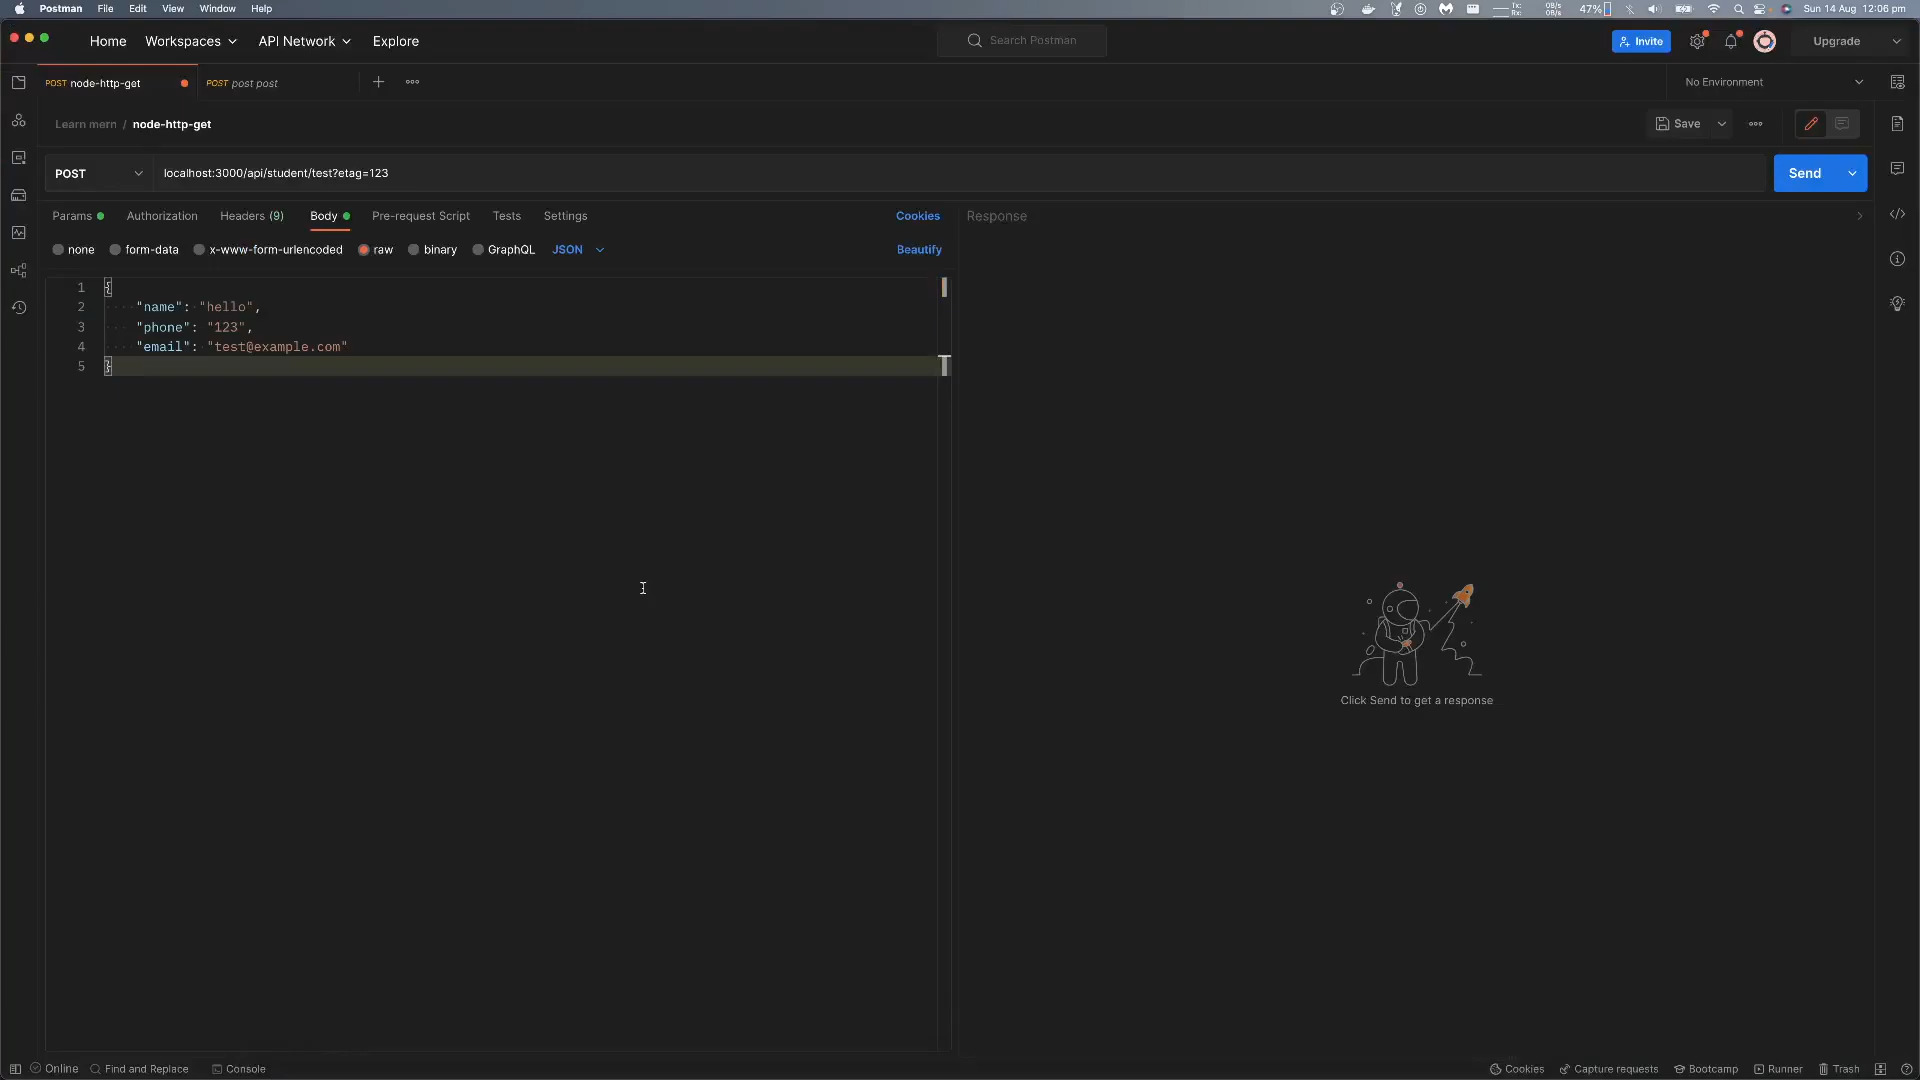 Postman File Edit View Window Help
Tx: 0B/s
Rx: 0B/s
47%
Sun 14 Aug 12:06 pm
Home Workspaces API Network Explore
Search Postman
Invite
Upgrade
POST node-http-get
POST post post
No Environment
Learn mern / node-http-get
Save
POST
localhost:3000/api/student/test?etag=123
Send
Params Authorization Headers (9) Body Pre-request Script Tests Settings
Cookies
Response
none form-data x-www-form-urlencoded raw binary GraphQL JSON
Beautify
1 {
2 "name": "hello",
3 "phone": "123",
4 "email": "test@example.com"
5 }
Click Send to get a response
Online Find and Replace Console
Cookies Capture requests Bootcamp Runner Trash